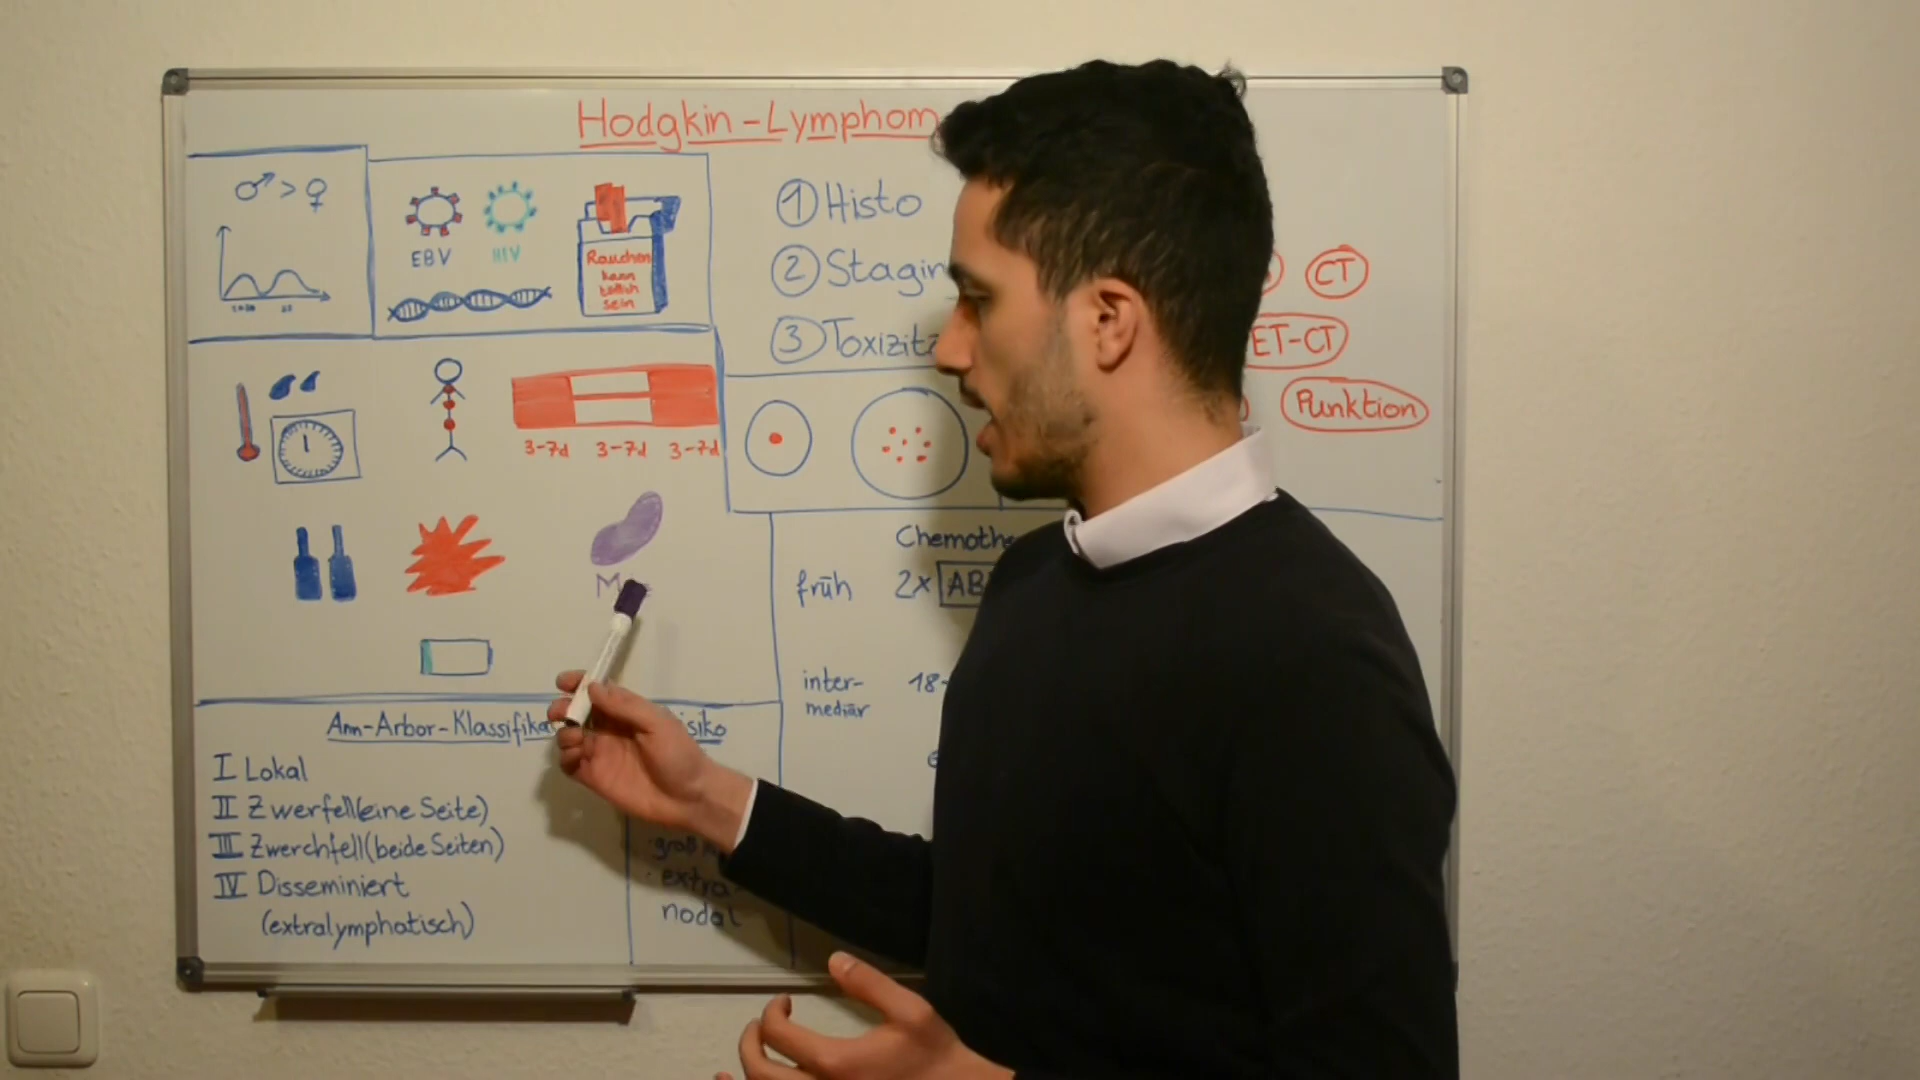 Hodgkin-Lymphom
♂ > ♀
EBV HIV
Rauchen
kann
tödlich
sein
① Histo
② Stagin
③ Toxizit
CT
ET-CT
Punktion
3-7d 3-7d 3-7d
Chemothe
früh 2x AB
inter-
mediär
18-
Ann-Arbor-Klassifika
isiko
I Lokal
II Zwerfell(eine Seite)
III Zwerchfell(beide Seiten)
IV Disseminiert
(extralymphatisch)
· groß
· extra-
nodal